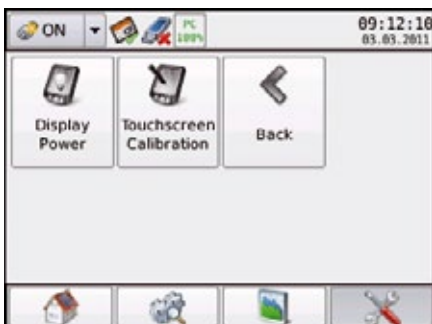 ON
PC
100%
09:12:10
03.03.2011
Display
Power
Touchscreen
Calibration
Back